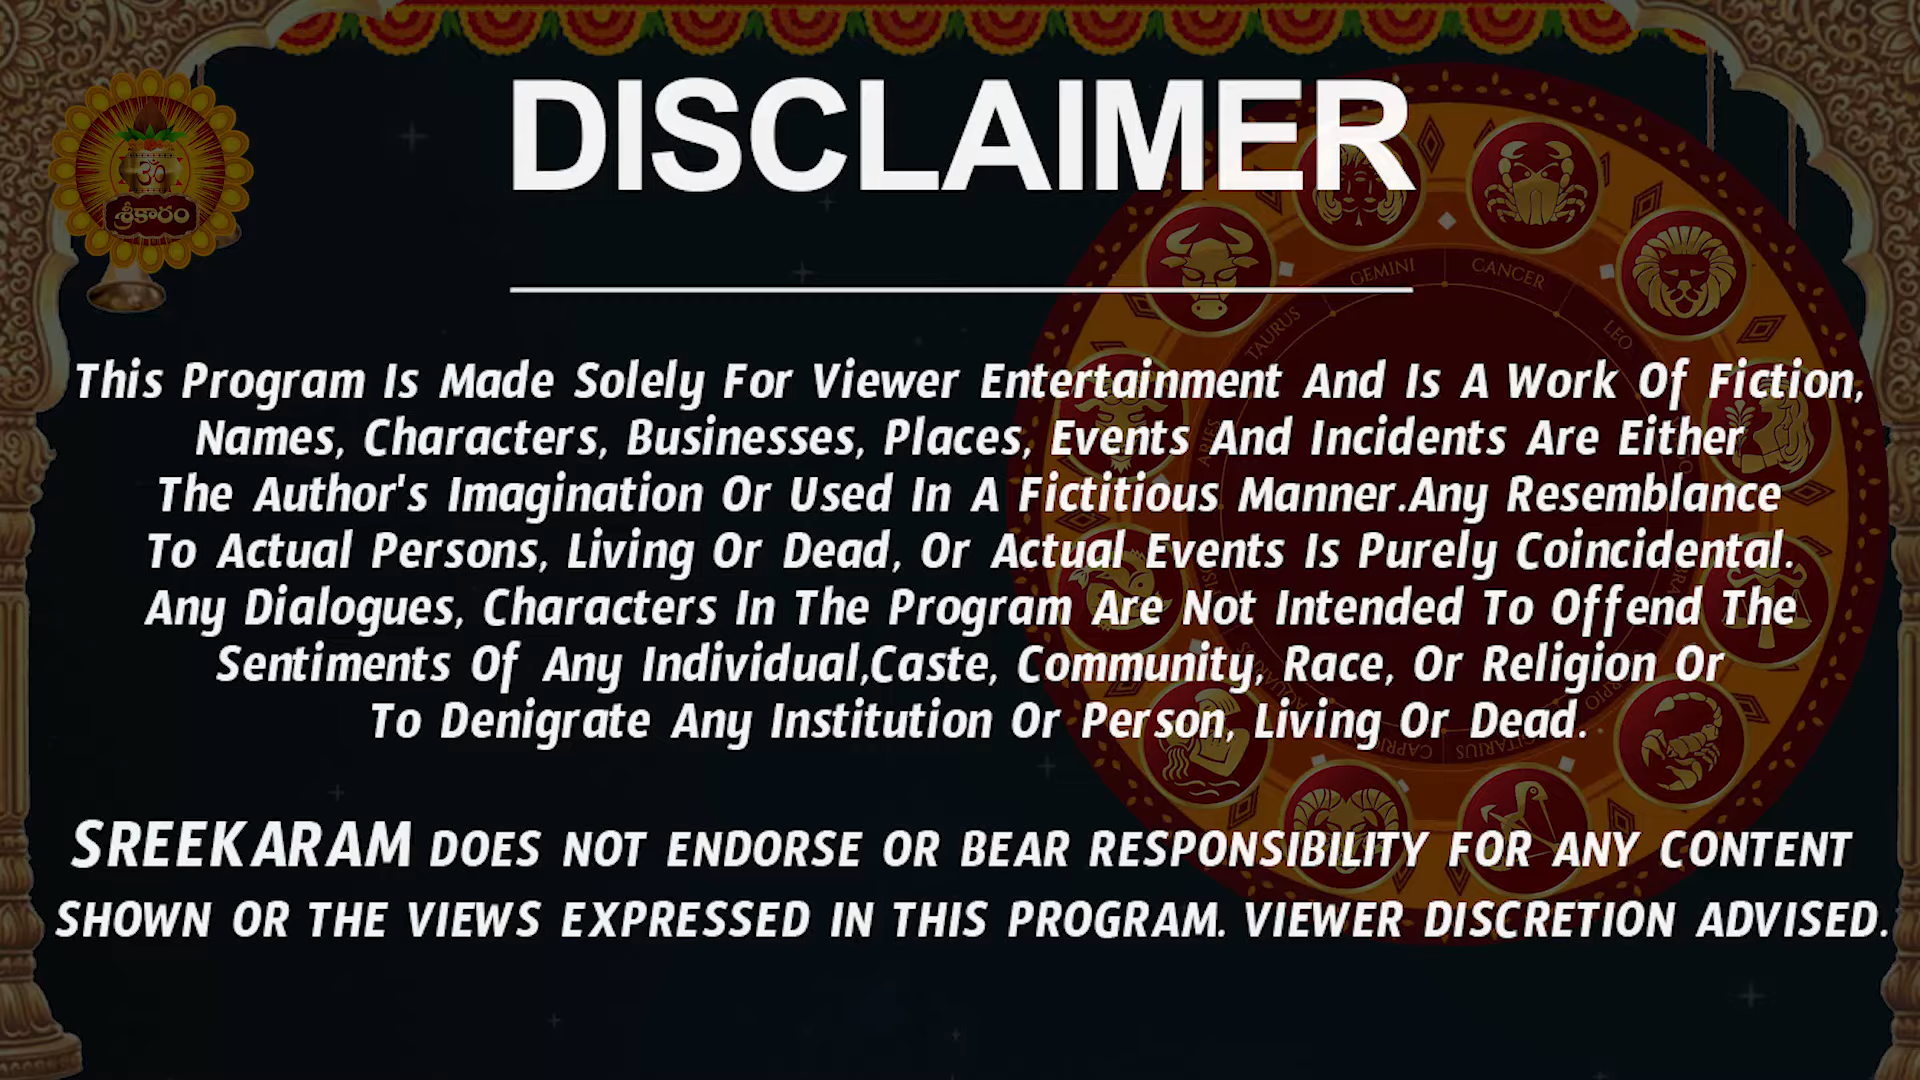 DISCLAIMER
శ్రీకారం
ॐ
GEMINI
CANCER
TAURUS
LEO
This Program Is Made Solely For Viewer Entertainment And Is A Work Of Fiction,
Names, Characters, Businesses, Places, Events And Incidents Are Either
The Author's Imagination Or Used In A Fictitious Manner.Any Resemblance
To Actual Persons, Living Or Dead, Or Actual Events Is Purely Coincidental.
Any Dialogues, Characters In The Program Are Not Intended To Offend The
Sentiments Of Any Individual,Caste, Community, Race, Or Religion Or
To Denigrate Any Institution Or Person, Living Or Dead.
SREEKARAM DOES NOT ENDORSE OR BEAR RESPONSIBILITY FOR ANY CONTENT
SHOWN OR THE VIEWS EXPRESSED IN THIS PROGRAM. VIEWER DISCRETION ADVISED.